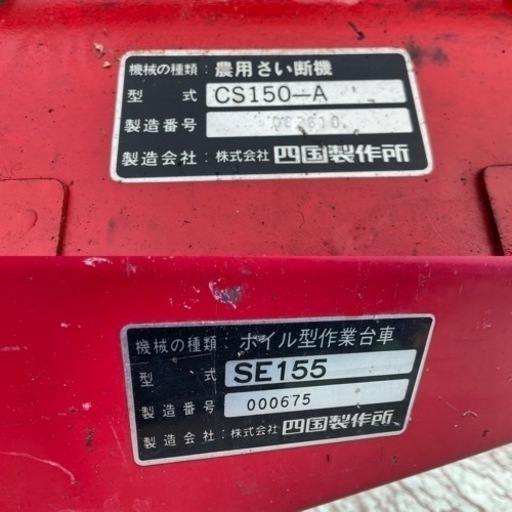 機械の種類：農用さい断機
型式 CS150-A
製造番号
製造会社：株式会社 四国製作所
機械の種類：ホイル型作業台車
型式 SE155
製造番号 000675
製造会社：株式会社 四国製作所